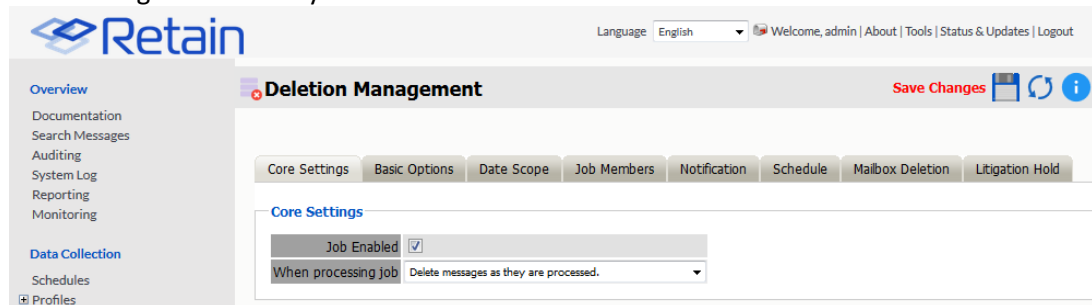 Retain
Language English Welcome, admin | About | Tools | Status & Updates | Logout
Overview
Documentation
Search Messages
Auditing
System Log
Reporting
Monitoring
Data Collection
Schedules
Profiles
Deletion Management
Save Changes
Core Settings Basic Options Date Scope Job Members Notification Schedule Mailbox Deletion Litigation Hold
Core Settings
Job Enabled
When processing job Delete messages as they are processed.